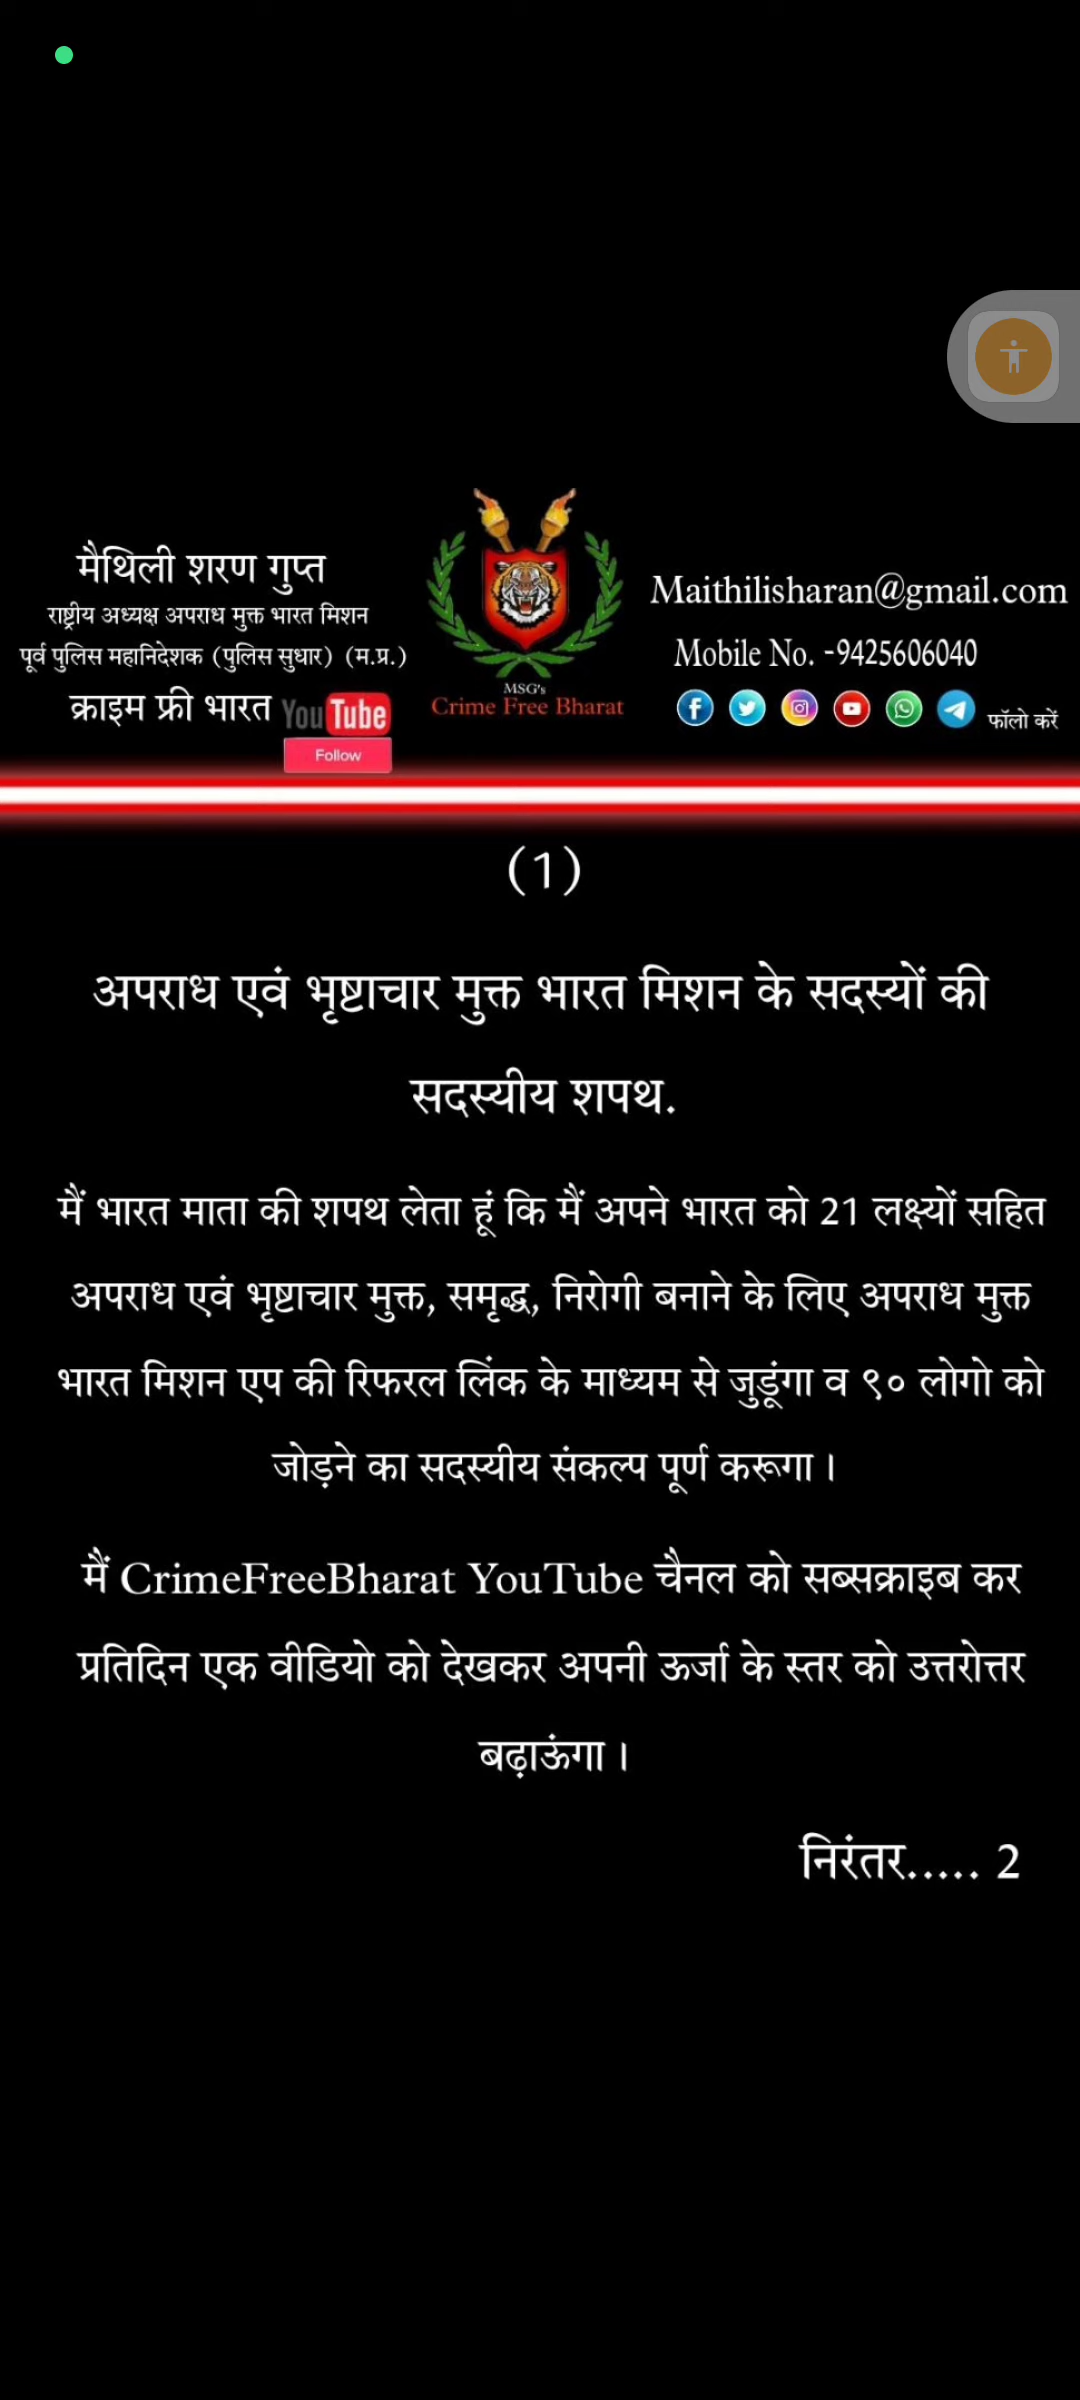 मैथिली शरण गुप्त
राष्ट्रीय अध्यक्ष अपराध मुक्त भारत मिशन
पूर्व पुलिस महानिदेशक (पुलिस सुधार) (म.प्र.)
क्राइम फ्री भारत YouTube
Follow
MSG's
Crime Free Bharat
Maithilisharan@gmail.com
Mobile No. -9425606040
फॉलो करें
(1)
अपराध एवं भृष्टाचार मुक्त भारत मिशन के सदस्यों की
सदस्यीय शपथ.
मैं भारत माता की शपथ लेता हूं कि मैं अपने भारत को 21 लक्ष्यों सहित
अपराध एवं भृष्टाचार मुक्त, समृद्ध, निरोगी बनाने के लिए अपराध मुक्त
भारत मिशन एप की रिफरल लिंक के माध्यम से जुडूंगा व ९० लोगो को
जोड़ने का सदस्यीय संकल्प पूर्ण करूगा ।
मैं CrimeFreeBharat YouTube चैनल को सब्सक्राइब कर
प्रतिदिन एक वीडियो को देखकर अपनी ऊर्जा के स्तर को उत्तरोत्तर
बढ़ाऊंगा ।
निरंतर..... 2